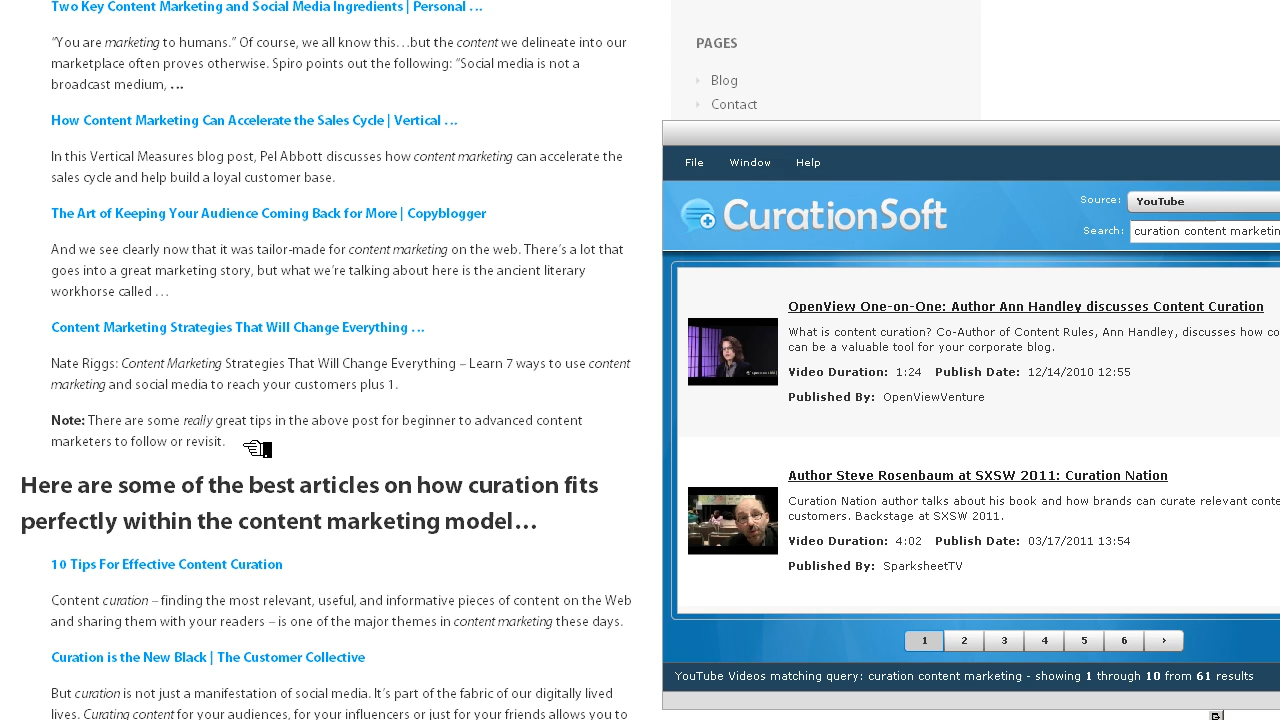 Two Key Content Marketing and Social Media Ingredients | Personal …
“You are marketing to humans.” Of course, we all know this…but the content we delineate into our
marketplace often proves otherwise. Spiro points out the following: “Social media is not a
broadcast medium, …
How Content Marketing Can Accelerate the Sales Cycle | Vertical …
In this Vertical Measures blog post, Pel Abbott discusses how content marketing can accelerate the
sales cycle and help build a loyal customer base.
The Art of Keeping Your Audience Coming Back for More | Copyblogger
And we see clearly now that it was tailor-made for content marketing on the web. There’s a lot that
goes into a great marketing story, but what we’re talking about here is the ancient literary
workhorse called …
Content Marketing Strategies That Will Change Everything …
Nate Riggs: Content Marketing Strategies That Will Change Everything – Learn 7 ways to use content
marketing and social media to reach your customers plus 1.
Note: There are some really great tips in the above post for beginner to advanced content
marketers to follow or revisit.
Here are some of the best articles on how curation fits
perfectly within the content marketing model…
10 Tips For Effective Content Curation
Content curation – finding the most relevant, useful, and informative pieces of content on the Web
and sharing them with your readers – is one of the major themes in content marketing these days.
Curation is the New Black | The Customer Collective
But curation is not just a manifestation of social media. It’s part of the fabric of our digitally lived
lives. Curating content for your audiences, for your influencers or just for your friends allows you to
PAGES
Blog
Contact
File Window Help
CurationSoft
Source: YouTube
Search: curation content marketin
OpenView One-on-One: Author Ann Handley discusses Content Curation
What is content curation? Co-Author of Content Rules, Ann Handley, discusses how co
can be a valuable tool for your corporate blog.
Video Duration: 1:24 Publish Date: 12/14/2010 12:55
Published By: OpenViewVenture
Author Steve Rosenbaum at SXSW 2011: Curation Nation
Curation Nation author talks about his book and how brands can curate relevant conte
customers. Backstage at SXSW 2011.
Video Duration: 4:02 Publish Date: 03/17/2011 13:54
Published By: SparksheetTV
1 2 3 4 5 6 ›
YouTube Videos matching query: curation content marketing - showing 1 through 10 from 61 results